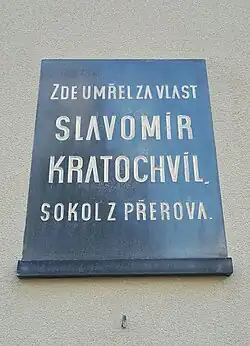 ZDE UMŘEL ZA VLAST
SLAVOMÍR
KRATOCHVÍL,
SOKOL Z PŘEROVA.